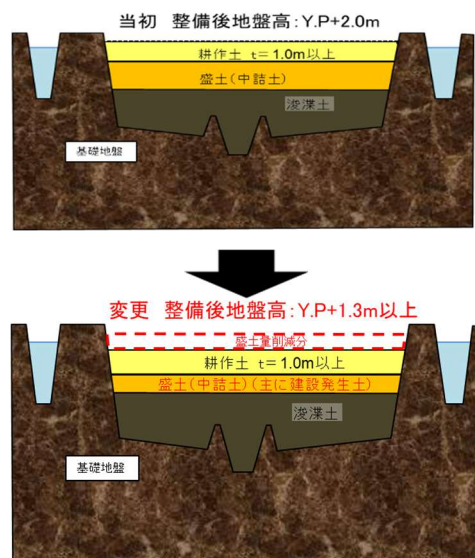 当初 整備後地盤高:Y.P+2.0m
耕作土 t=1.0m以上
盛土(中詰土)
浚渫土
基礎地盤
変更 整備後地盤高:Y.P+1.3m以上
盛土量削減分
耕作土 t=1.0m以上
盛土(中詰土)(主に建設発生土)
浚渫土
基礎地盤